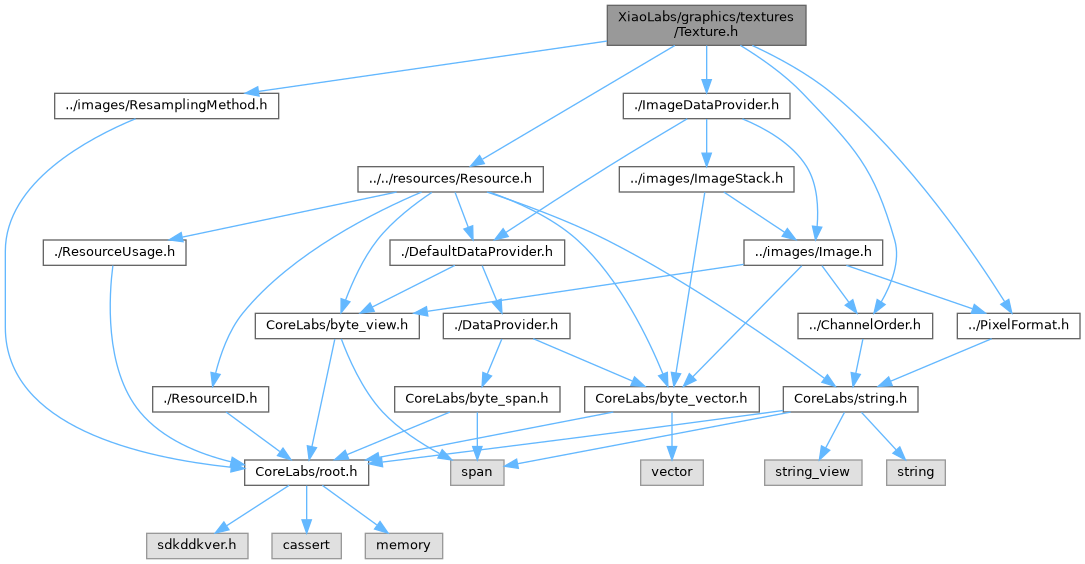 XiaoLabs/graphics/textures
/Texture.h
../images/ResamplingMethod.h
./ImageDataProvider.h
../../resources/Resource.h
../images/ImageStack.h
./ResourceUsage.h
./DefaultDataProvider.h
../images/Image.h
CoreLabs/byte_view.h
./DataProvider.h
../ChannelOrder.h
../PixelFormat.h
./ResourceID.h
CoreLabs/byte_span.h
CoreLabs/byte_vector.h
CoreLabs/string.h
CoreLabs/root.h
span
vector
string_view
string
sdkddkver.h
cassert
memory